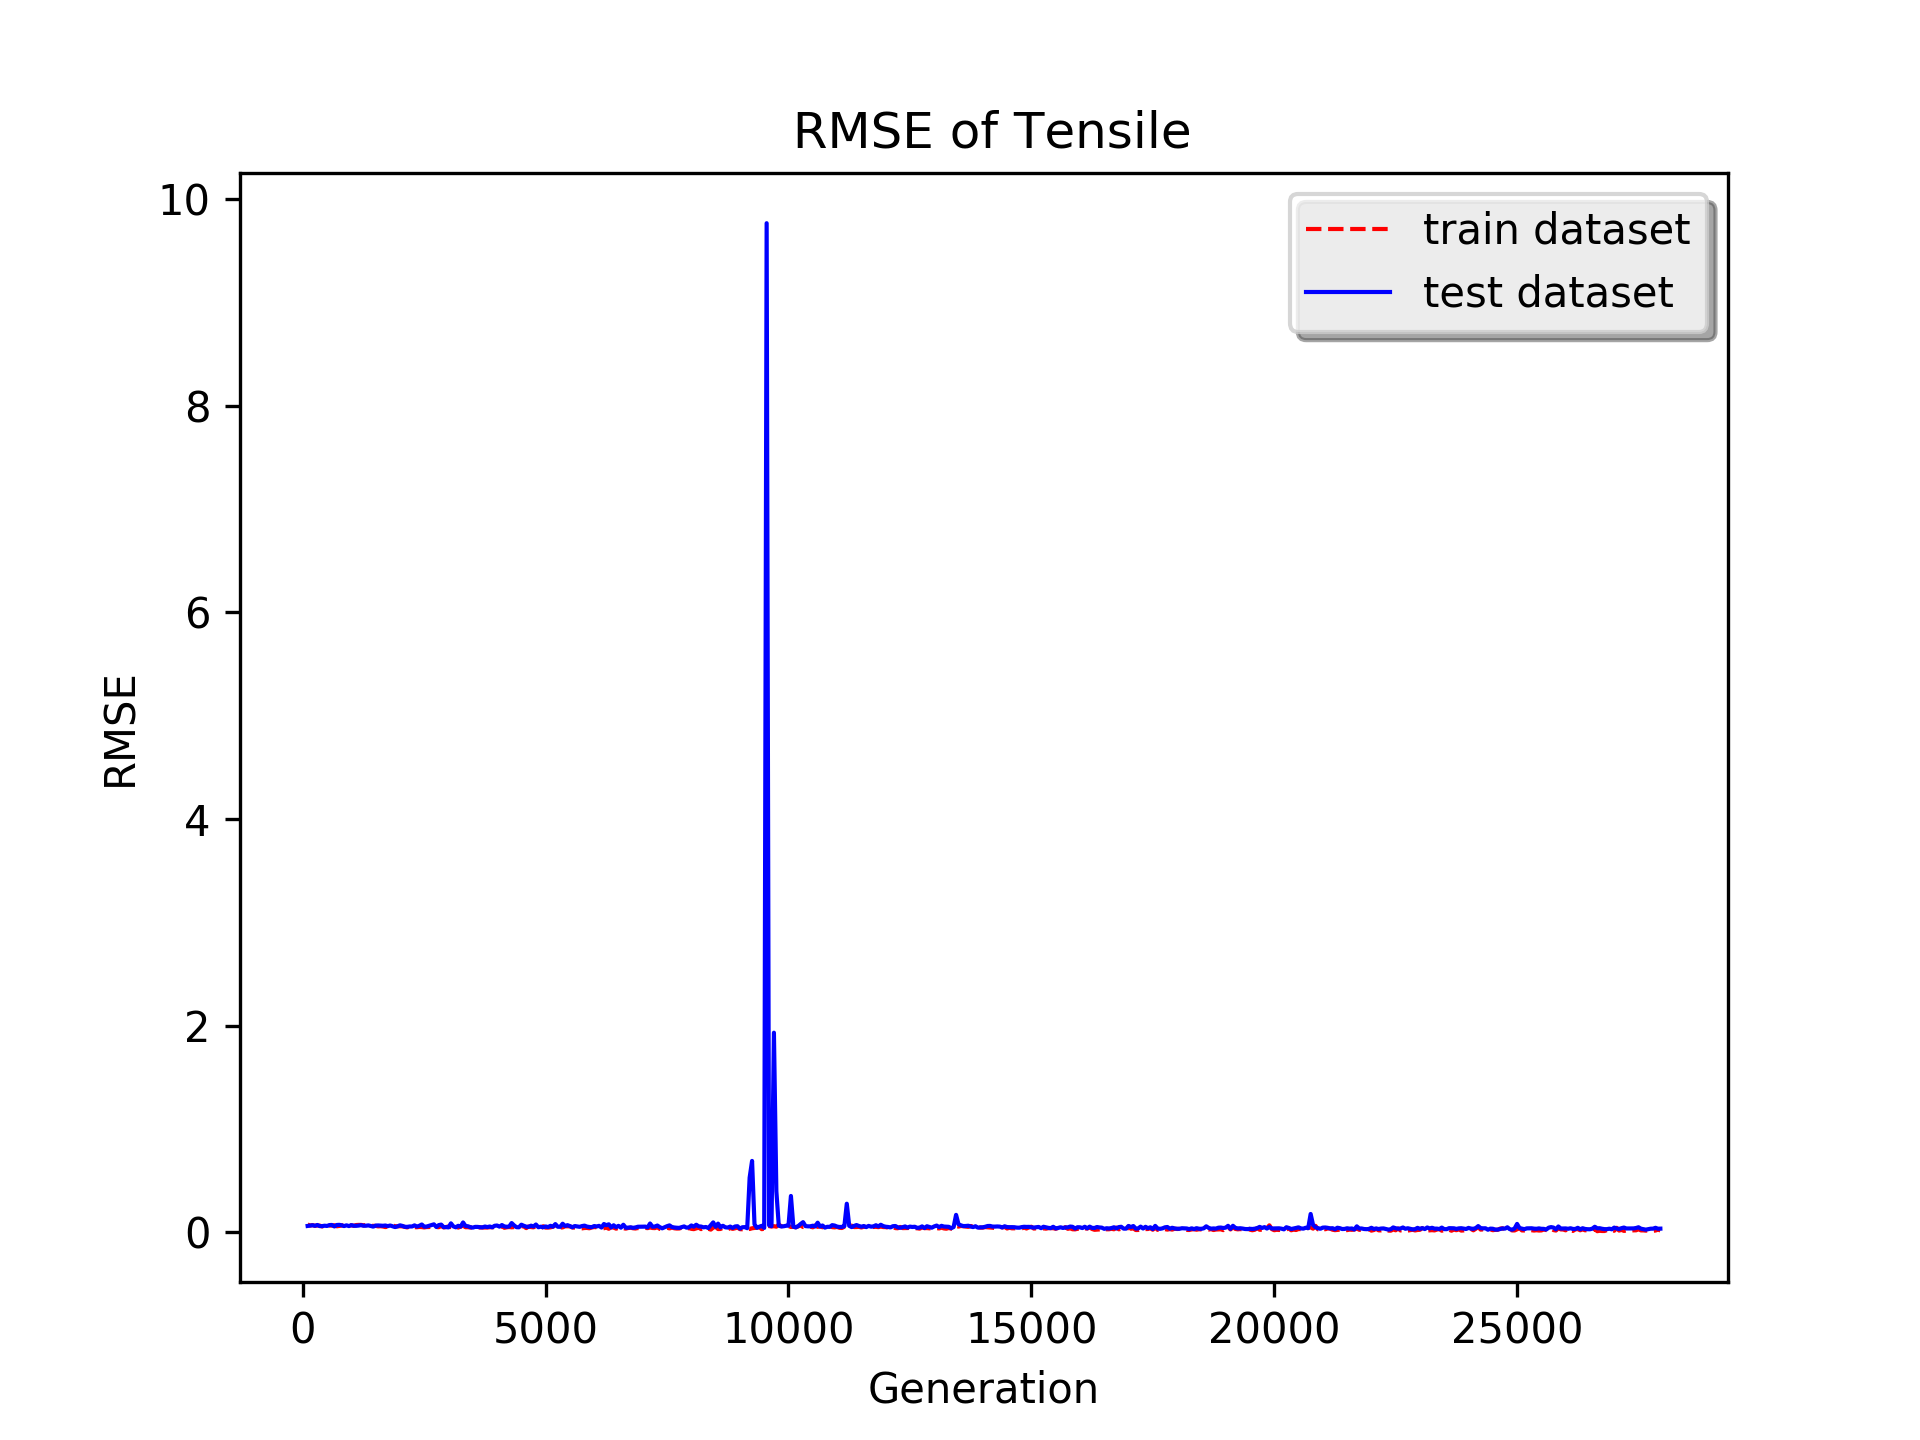 RMSE of Tensile
10
8
6
4
2
0
RMSE
train dataset
test dataset
0 5000 10000 15000 20000 25000
Generation